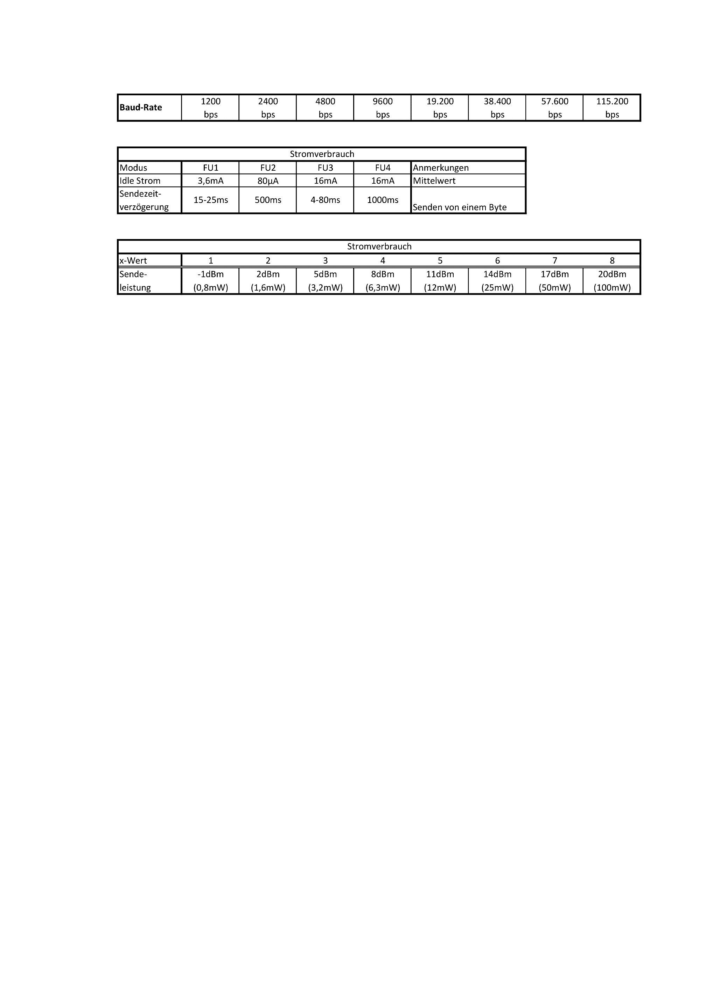 Baud-Rate 1200 2400 4800 9600 19.200 38.400 57.600 115.200
bps bps bps bps bps bps bps bps
Stromverbrauch
Modus FU1 FU2 FU3 FU4 Anmerkungen
Idle Strom 3,6mA 80µA 16mA 16mA Mittelwert
Sendezeit-
verzögerung 15-25ms 500ms 4-80ms 1000ms Senden von einem Byte
Stromverbrauch
x-Wert 1 2 3 4 5 6 7 8
Sende- -1dBm 2dBm 5dBm 8dBm 11dBm 14dBm 17dBm 20dBm
leistung (0,8mW) (1,6mW) (3,2mW) (6,3mW) (12mW) (25mW) (50mW) (100mW)